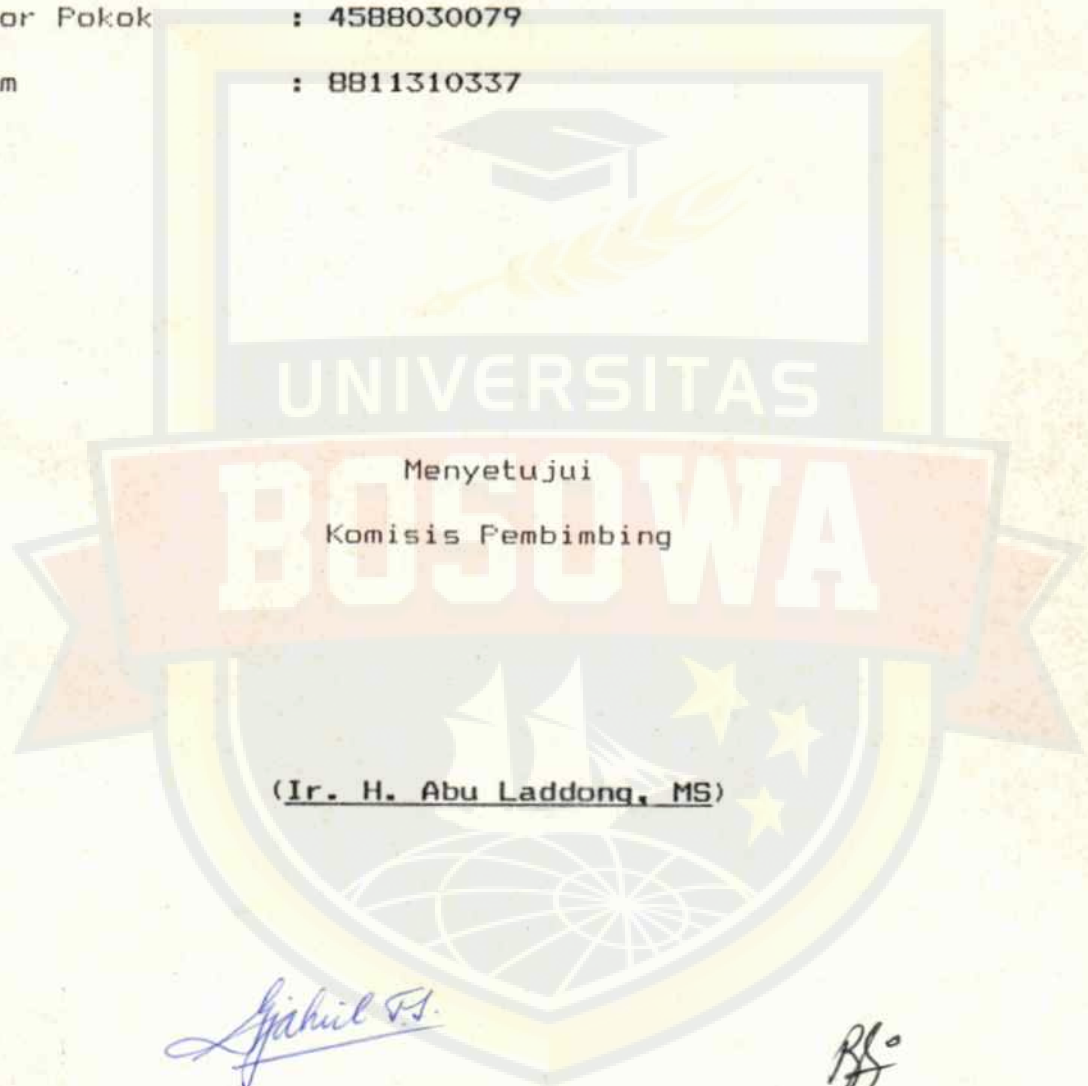 or Pokok : 4588030079
m : 8811310337
UNIVERSITAS
BOSOWA
Menyetujui
Komisis Pembimbing
(Ir. H. Abu Laddong, MS)